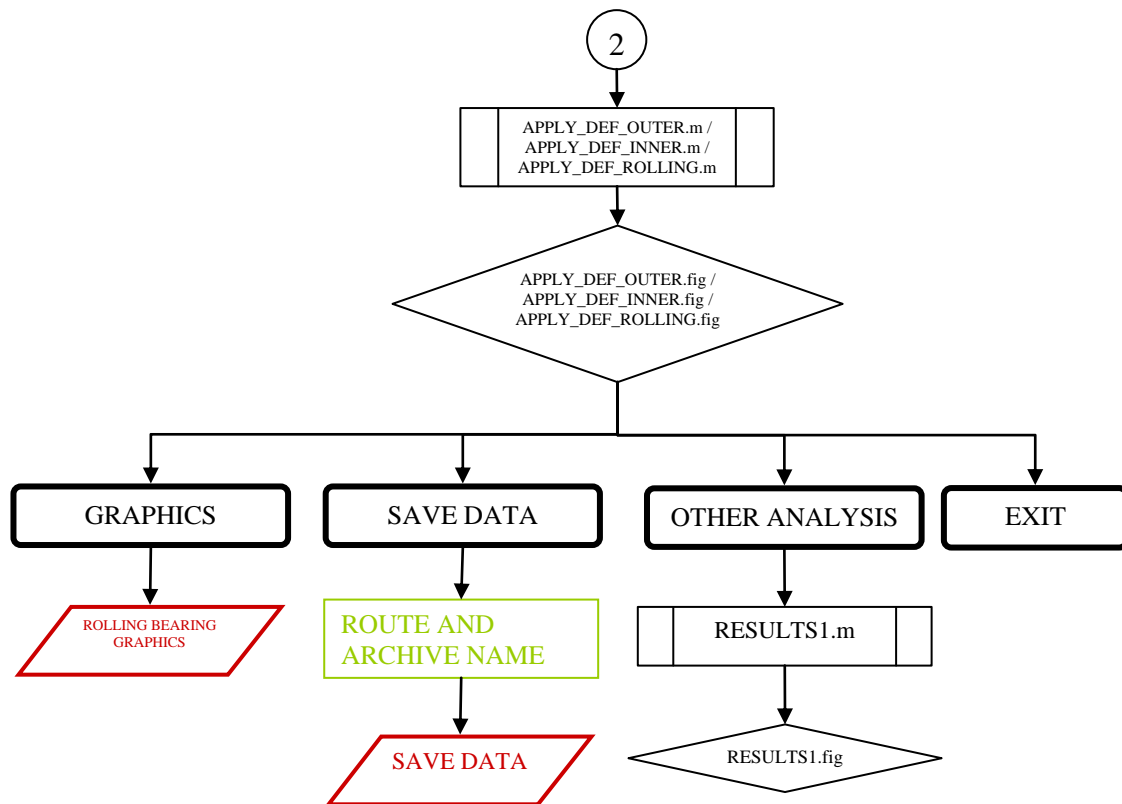 2
APPLY_DEF_OUTER.m /
APPLY_DEF_INNER.m /
APPLY_DEF_ROLLING.m
APPLY_DEF_OUTER.fig /
APPLY_DEF_INNER.fig /
APPLY_DEF_ROLLING.fig
GRAPHICS
SAVE DATA
OTHER ANALYSIS
EXIT
ROLLING BEARING
GRAPHICS
ROUTE AND
ARCHIVE NAME
RESULTS1.m
SAVE DATA
RESULTS1.fig